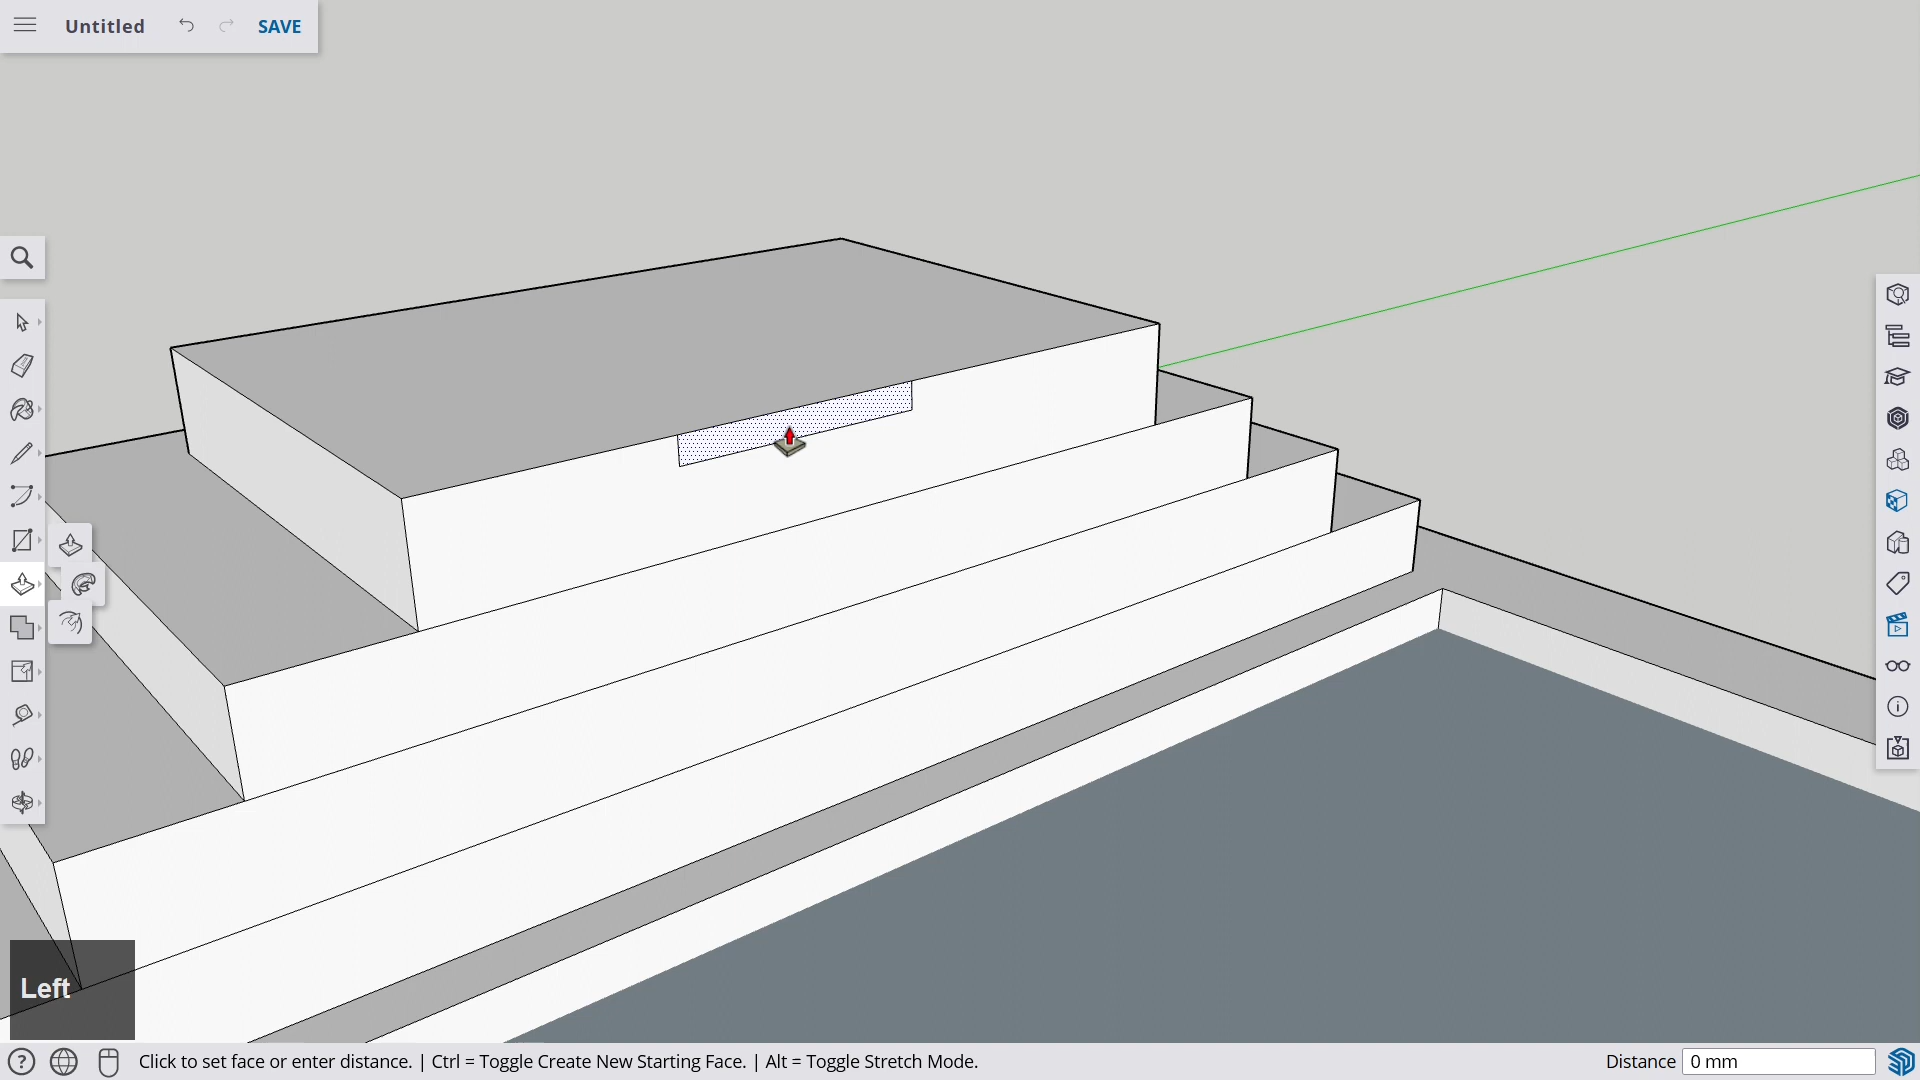 Untitled
SAVE
Left
Click to set face or enter distance. | Ctrl = Toggle Create New Starting Face. | Alt = Toggle Stretch Mode.
Distance 0 mm